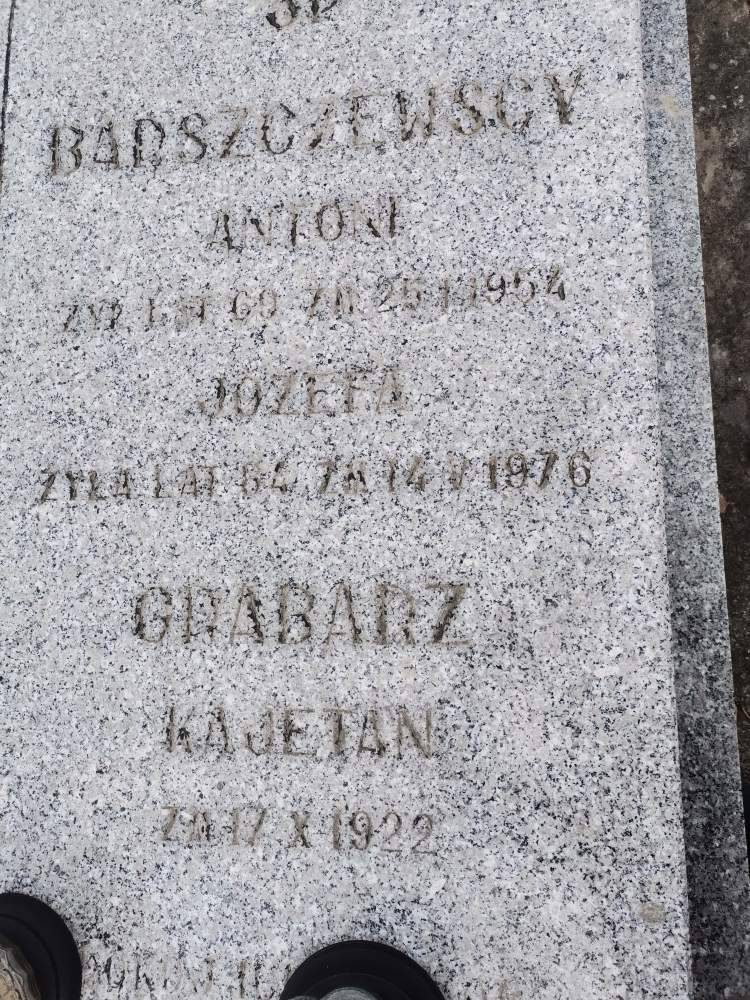 ŚP
BADSZCZEWSCY
ANTONI
ŻYŁ LAT 69 ZM 25 I 1954
JÓZEFA
ŻYŁA LAT 84 ZM 14 V 1976
GRABARZ
KAJETAN
ZM 17 X 1922